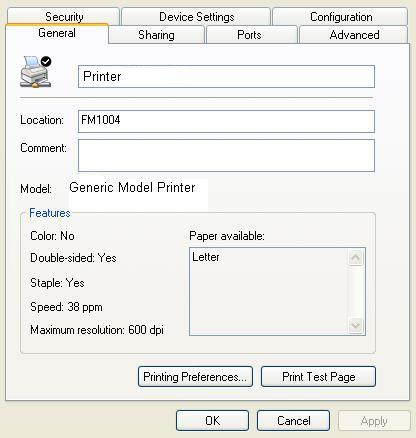 Security Device Settings Configuration
General Sharing Ports Advanced
Printer
Location: FM1004
Comment:
Model: Generic Model Printer
Features
Color: No Paper available:
Double-sided: Yes Letter
Staple: Yes
Speed: 38 ppm
Maximum resolution: 600 dpi
Printing Preferences... Print Test Page
OK Cancel Apply